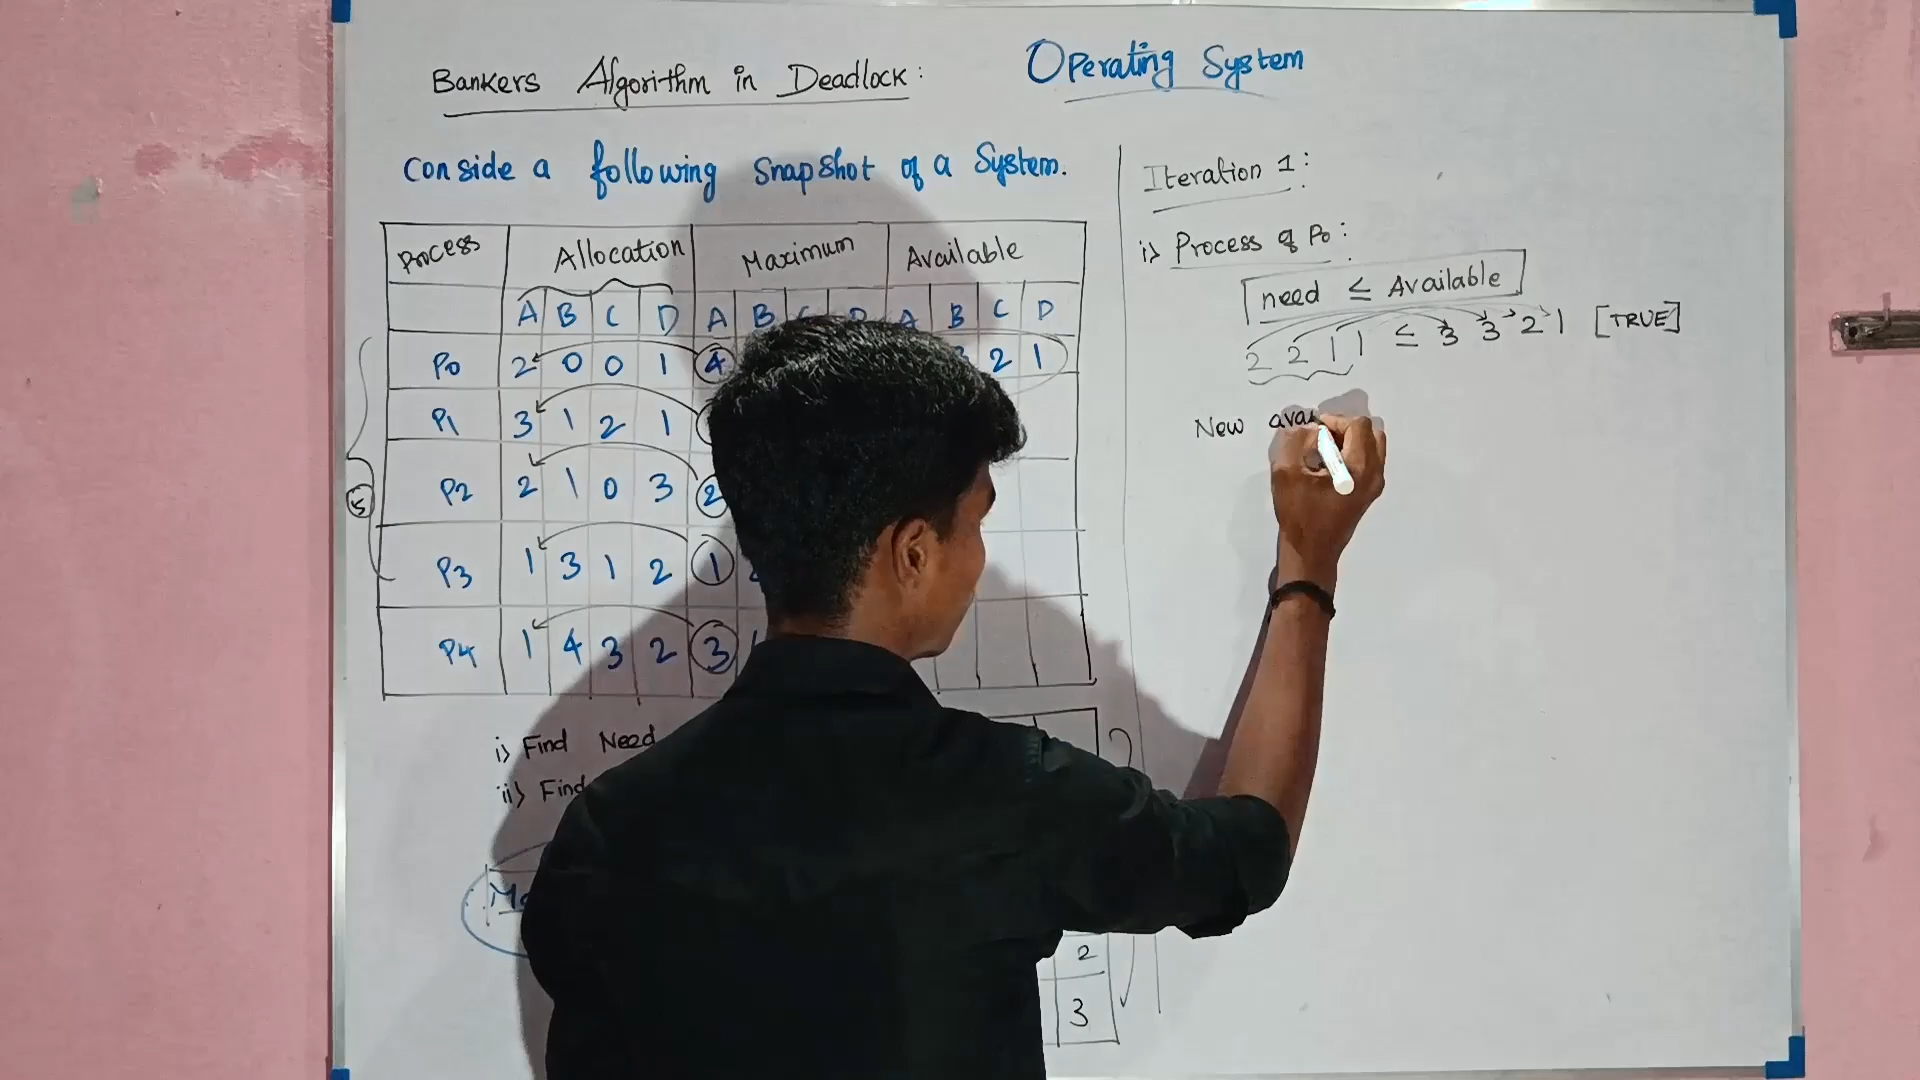 Bankers Algorithm in Deadlock:
Operating System
Conside a following Snapshot of a System.
Process Allocation Maximum Available
A B C D A B C D A B C D
P0 2 0 0 1 4 2 1
P1 3 1 2 1
P2 2 1 0 3 2
P3 1 3 1 2 1
P4 1 4 3 2 3
5
i) Find Need
ii) Find
2
3
Iteration 1:
i) Process of P0:
need ≤ Available
2 2 1 1 ≤ 3 3 2 1 [TRUE]
New avai